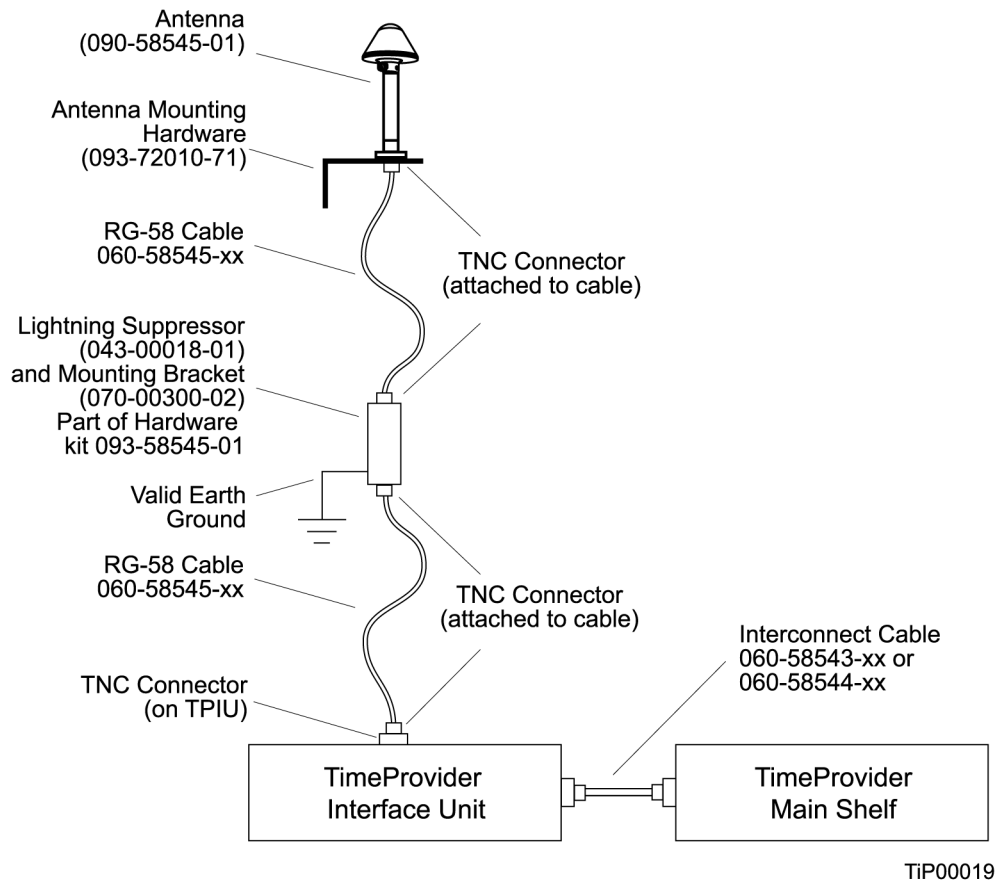 Antenna
(090-58545-01)
Antenna Mounting
Hardware
(093-72010-71)
RG-58 Cable
060-58545-xx
TNC Connector
(attached to cable)
Lightning Suppressor
(043-00018-01)
and Mounting Bracket
(070-00300-02)
Part of Hardware
kit 093-58545-01
Valid Earth
Ground
RG-58 Cable
060-58545-xx
TNC Connector
(attached to cable)
Interconnect Cable
060-58543-xx or
060-58544-xx
TNC Connector
(on TPIU)
TimeProvider
Interface Unit
TimeProvider
Main Shelf
TiP00019